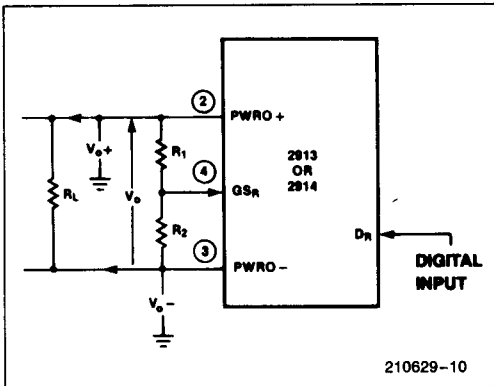 2
PWRO+
Vo+
R1
2913
OR
2914
4
GSR
RL
Vo
R2
DR
DIGITAL
INPUT
3
PWRO−
Vo−
210629-10